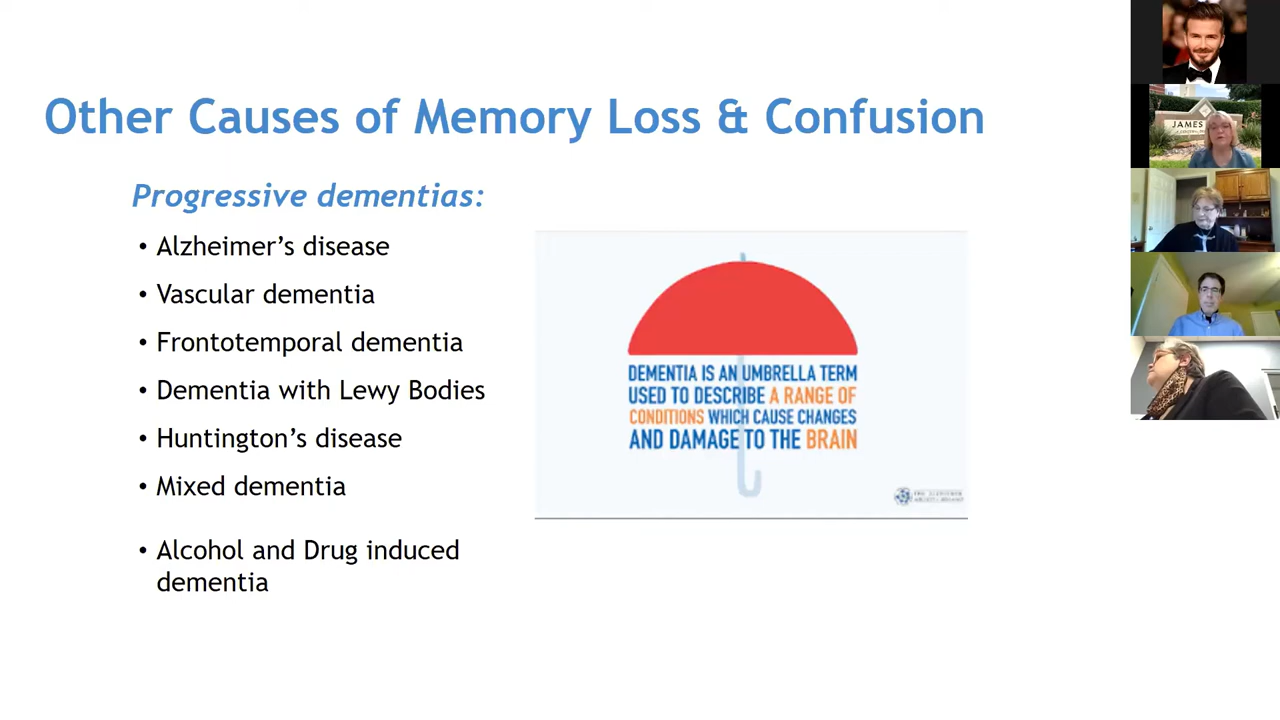 Other Causes of Memory Loss & Confusion
Progressive dementias:
• Alzheimer’s disease
• Vascular dementia
• Frontotemporal dementia
• Dementia with Lewy Bodies
• Huntington’s disease
• Mixed dementia
• Alcohol and Drug induced
dementia
DEMENTIA IS AN UMBRELLA TERM
USED TO DESCRIBE A RANGE OF
CONDITIONS WHICH CAUSE CHANGES
AND DAMAGE TO THE BRAIN
JAMES